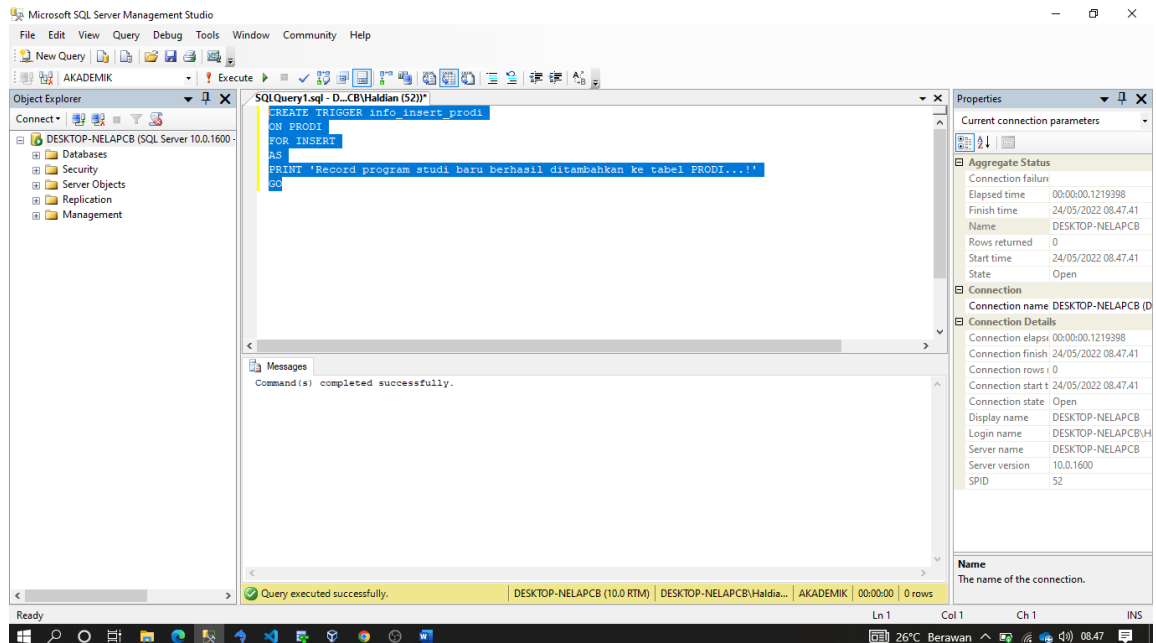 Microsoft SQL Server Management Studio
File Edit View Query Debug Tools Window Community Help
New Query
AKADEMIK Execute
Object Explorer
Connect
DESKTOP-NELAPCB (SQL Server 10.0.1600 -
Databases
Security
Server Objects
Replication
Management
SQLQuery1.sql - D...CB\Haldian (52))*
CREATE TRIGGER info_insert_prodi
ON PRODI
FOR INSERT
AS
PRINT 'Record program studi baru berhasil ditambahkan ke tabel PRODI...!'
GO
Messages
Command(s) completed successfully.
Query executed successfully. DESKTOP-NELAPCB (10.0 RTM) DESKTOP-NELAPCB\Haldia... AKADEMIK 00:00:00 0 rows
Properties
Current connection parameters
Aggregate Status
Connection failure
Elapsed time 00:00:00.1219398
Finish time 24/05/2022 08.47.41
Name DESKTOP-NELAPCB
Rows returned 0
Start time 24/05/2022 08.47.41
State Open
Connection
Connection name DESKTOP-NELAPCB (D
Connection Details
Connection elapse 00:00:00.1219398
Connection finish 24/05/2022 08.47.41
Connection rows 0
Connection start t 24/05/2022 08.47.41
Connection state Open
Display name DESKTOP-NELAPCB
Login name DESKTOP-NELAPCB\H
Server name DESKTOP-NELAPCB
Server version 10.0.1600
SPID 52
Name
The name of the connection.
Ready Ln 1 Col 1 Ch 1 INS
26°C Berawan 08.47